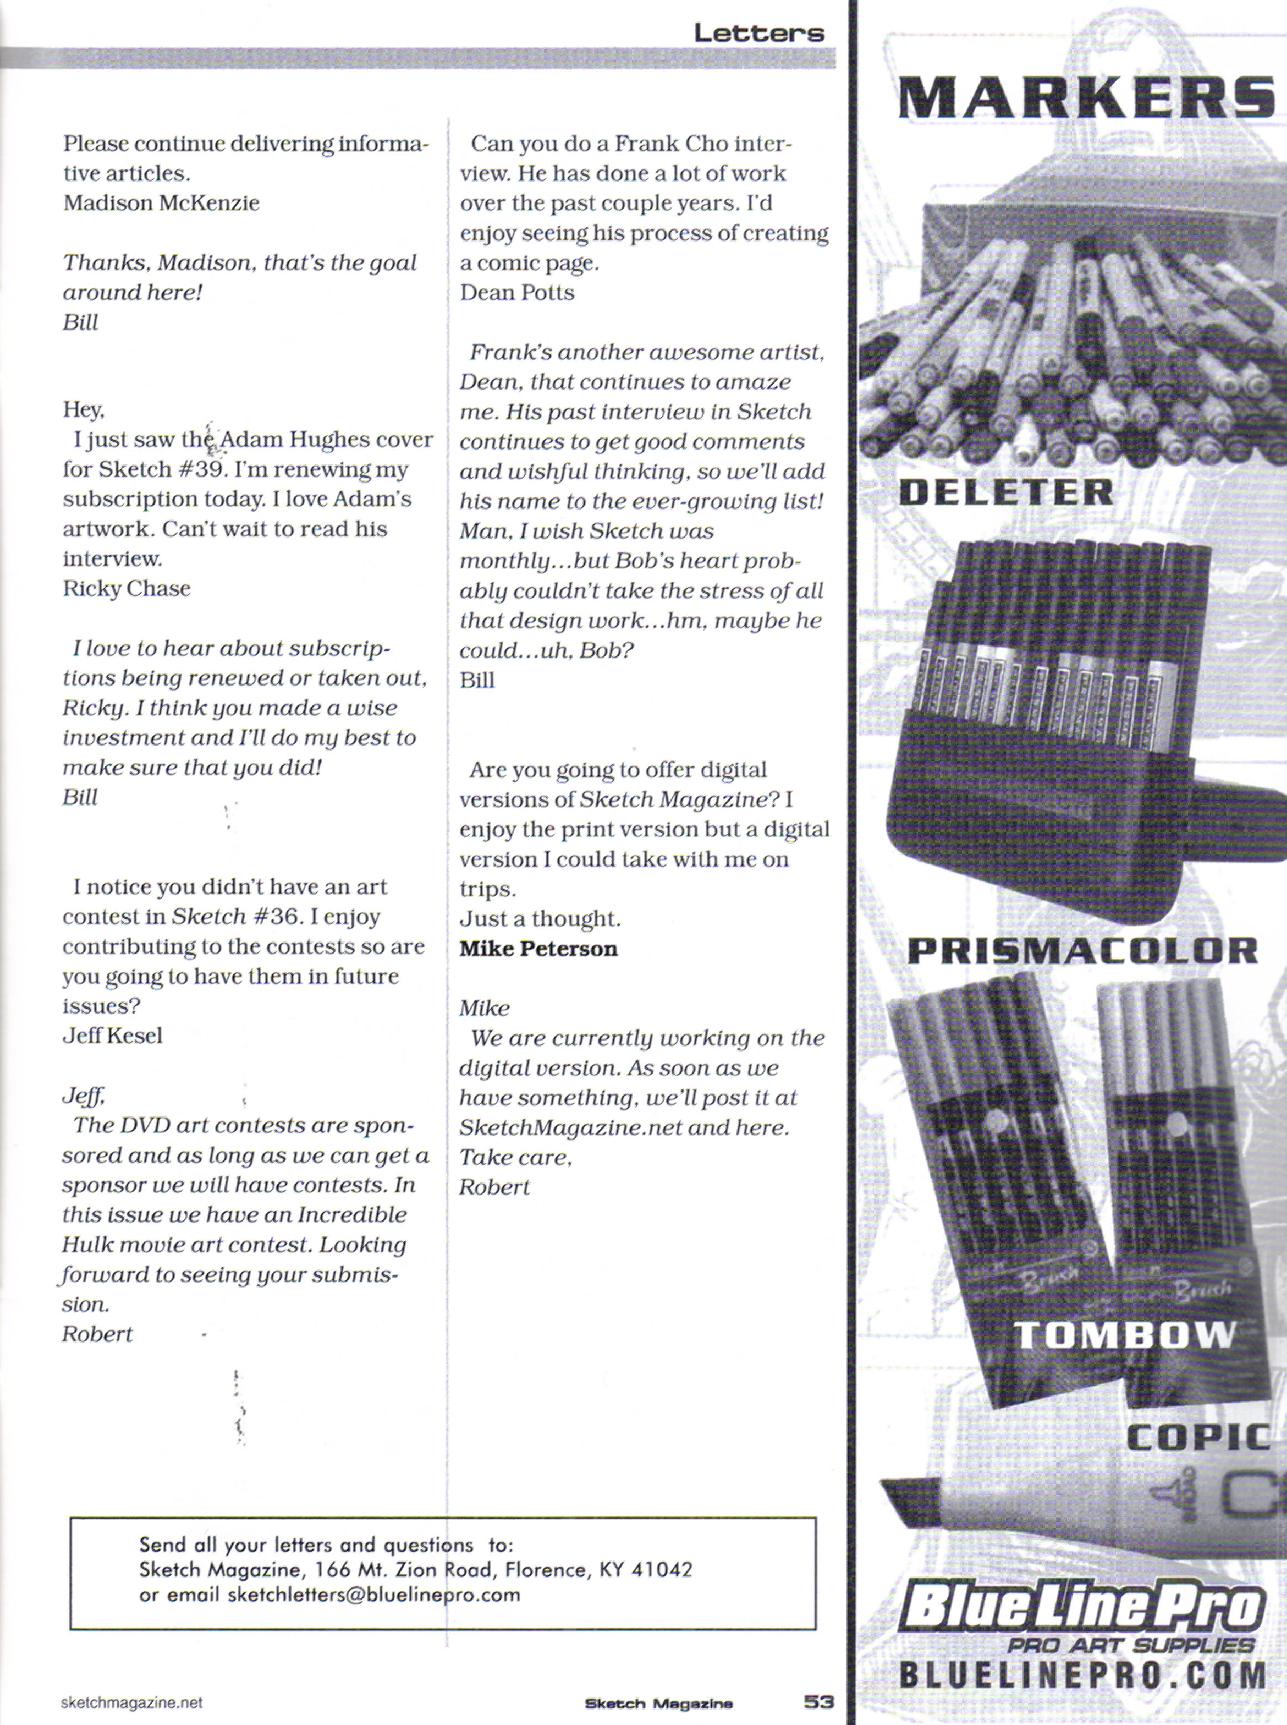 Letters
Please continue delivering informa-
tive articles.
Madison McKenzie
Thanks, Madison, that's the goal
around here!
Bill
Hey,
I just saw the Adam Hughes cover
for Sketch #39. I'm renewing my
subscription today. I love Adam's
artwork. Can't wait to read his
interview.
Ricky Chase
I love to hear about subscrip-
tions being renewed or taken out,
Ricky. I think you made a wise
investment and I'll do my best to
make sure that you did!
Bill
I notice you didn't have an art
contest in Sketch #36. I enjoy
contributing to the contests so are
you going to have them in future
issues?
Jeff Kesel
Jeff,
The DVD art contests are spon-
sored and as long as we can get a
sponsor we will have contests. In
this issue we have an Incredible
Hulk movie art contest. Looking
forward to seeing your submis-
sion.
Robert
Can you do a Frank Cho inter-
view. He has done a lot of work
over the past couple years. I'd
enjoy seeing his process of creating
a comic page.
Dean Potts
Frank's another awesome artist,
Dean, that continues to amaze
me. His past interview in Sketch
continues to get good comments
and wishful thinking, so we'll add
his name to the ever-growing list!
Man, I wish Sketch was
monthly...but Bob's heart prob-
ably couldn't take the stress of all
that design work...hm, maybe he
could...uh, Bob?
Bill
Are you going to offer digital
versions of Sketch Magazine? I
enjoy the print version but a digital
version I could take with me on
trips.
Just a thought.
Mike Peterson
Mike
We are currently working on the
digital version. As soon as we
have something, we'll post it at
SketchMagazine.net and here.
Take care,
Robert
Send all your letters and questions to:
Sketch Magazine, 166 Mt. Zion Road, Florence, KY 41042
or email sketchletters@bluelinepro.com
sketchmagazine.net
Sketch Magazine 53
MARKERS
DELETER
PRISMACOLOR
Brush
Brush
TOMBOW
COPIC
BlueLinePro
PRO ART SUPPLIES
BLUELINEPRO.COM